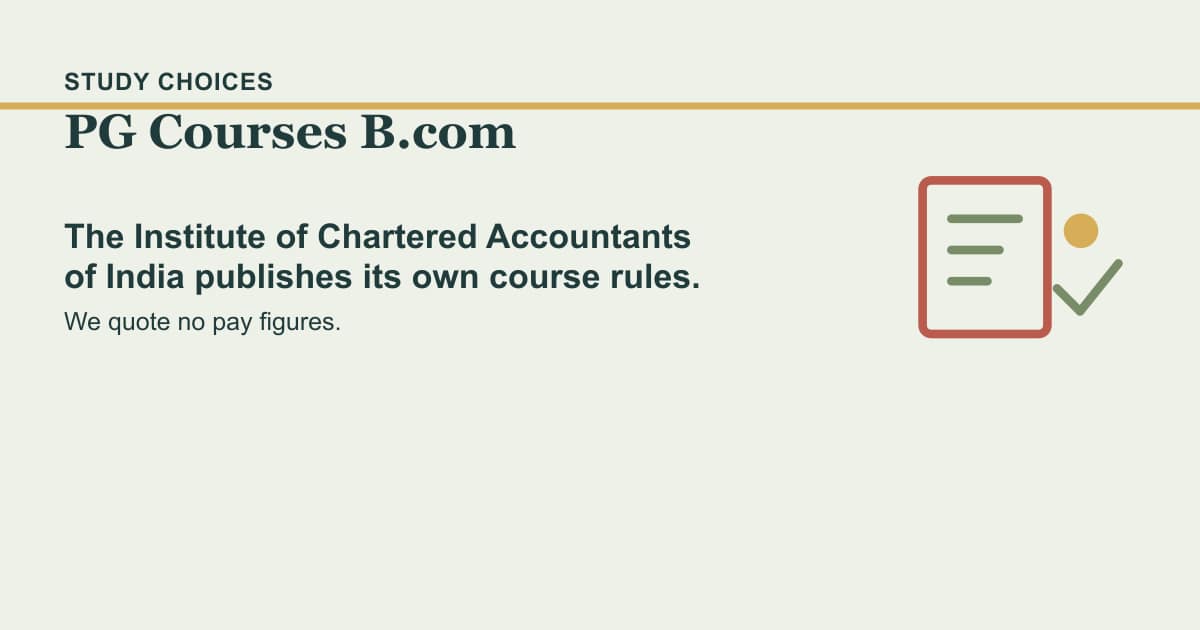 STUDY CHOICES
PG Courses B.com
The Institute of Chartered Accountants
of India publishes its own course rules.
We quote no pay figures.